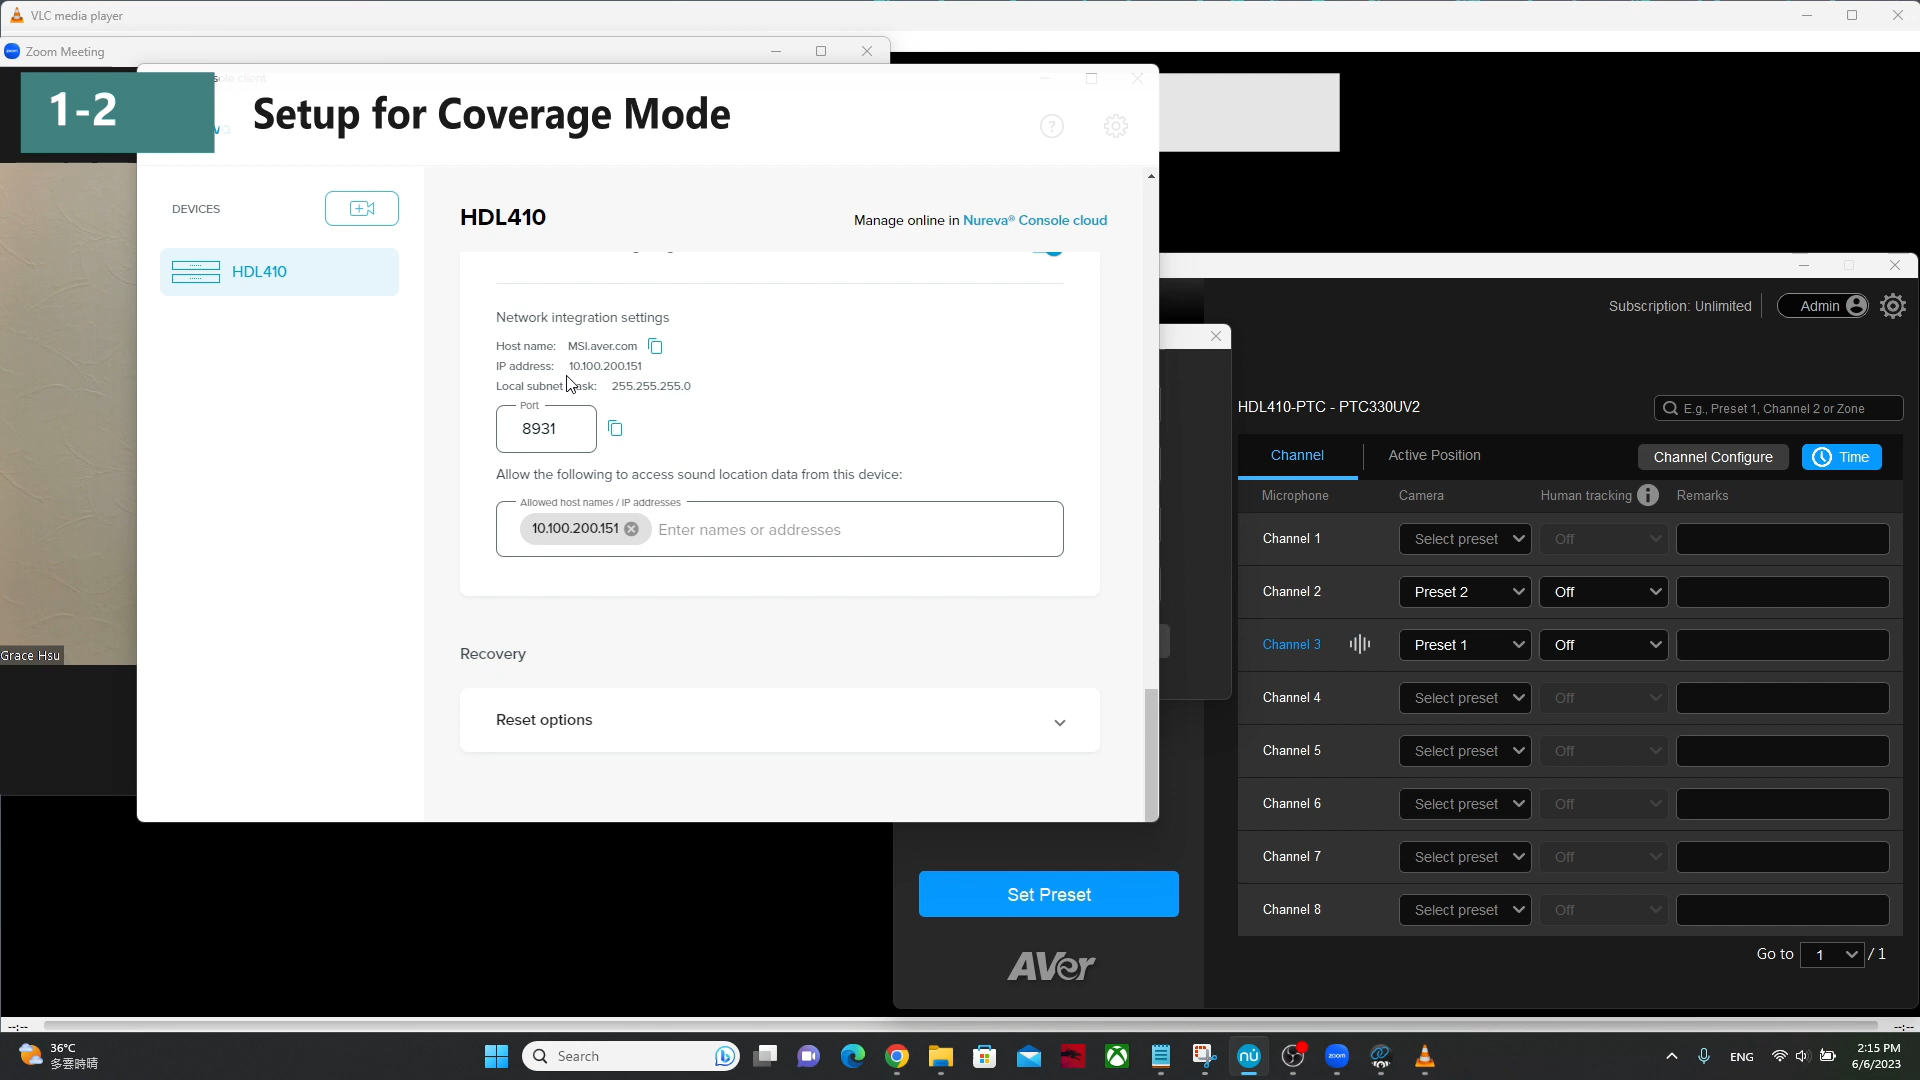 VLC media player
Zoom Meeting
1-2
Setup for Coverage Mode
DEVICES
HDL410
HDL410
Manage online in Nureva® Console cloud
Network integration settings
Host name: MSI.aver.com
IP address: 10.100.200.151
Local subnet mask: 255.255.255.0
Port
8931
Allow the following to access sound location data from this device:
Allowed host names / IP addresses
10.100.200.151
Enter names or addresses
Recovery
Reset options
Grace Hsu
Subscription: Unlimited
Admin
HDL410-PTC - PTC330UV2
E.g., Preset 1, Channel 2 or Zone
Channel
Active Position
Channel Configure
Time
Microphone Camera Human tracking Remarks
Channel 1 Select preset Off
Channel 2 Preset 2 Off
Channel 3 Preset 1 Off
Channel 4 Select preset Off
Channel 5 Select preset Off
Channel 6 Select preset Off
Channel 7 Select preset Off
Channel 8 Select preset Off
Go to 1 / 1
Set Preset
AVer
--:--
--:--
36°C
多雲時晴
Search
zoom
ENG
2:15 PM
6/6/2023